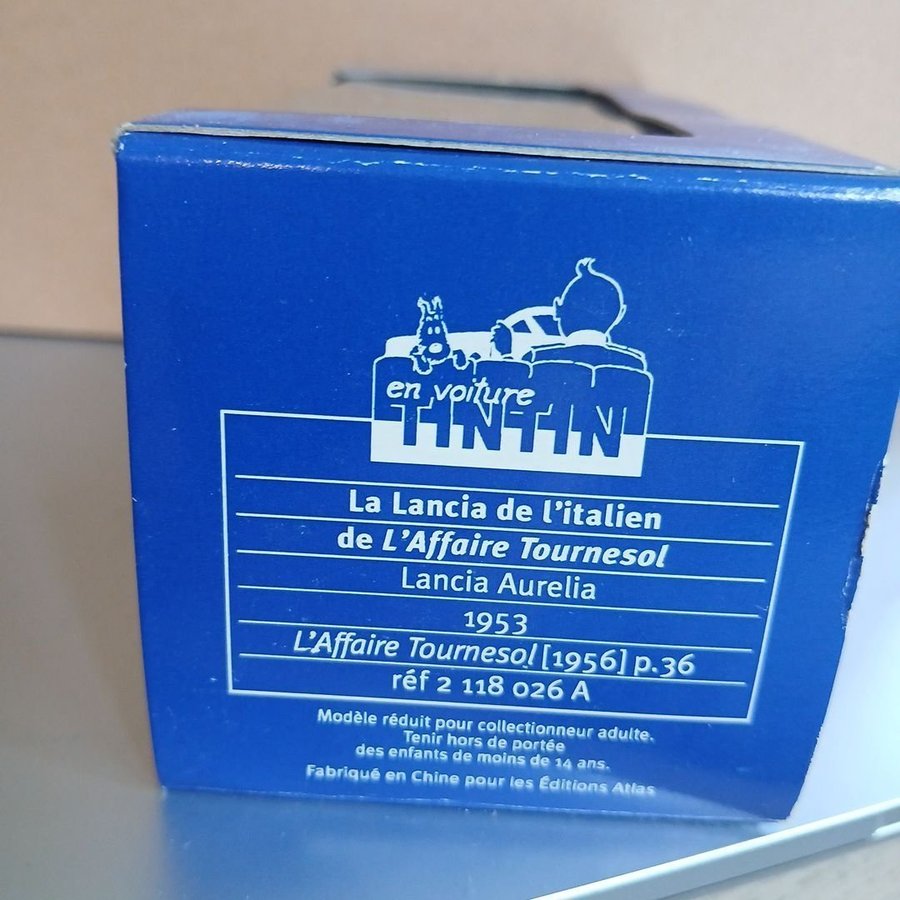 en voiture
TINTIN
La Lancia de l'italien
de L'Affaire Tournesol
Lancia Aurelia
1953
L'Affaire Tournesol [1956] p.36
réf 2 118 026 A
Modèle réduit pour collectionneur adulte.
Tenir hors de portée
des enfants de moins de 14 ans.
Fabriqué en Chine pour les Éditions Atlas